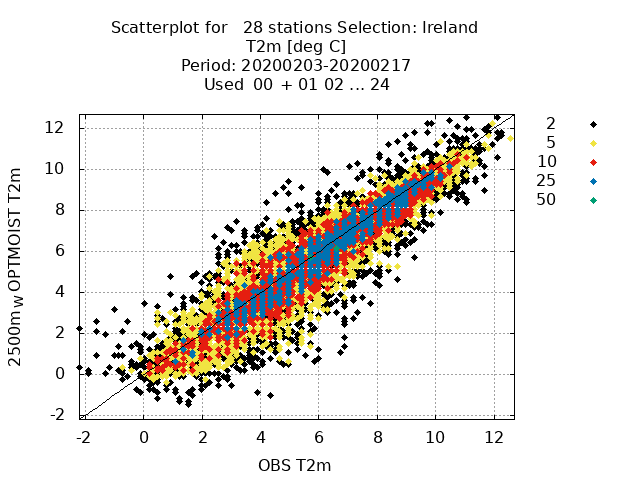 Scatterplot for 28 stations Selection: Ireland
T2m [deg C]
Period: 20200203-20200217
Used 00 + 01 02 ... 24
2
5
10
25
50
12
10
8
6
4
2
0
-2
2500m_W OPTMOIST T2m
-2 0 2 4 6 8 10 12
OBS T2m